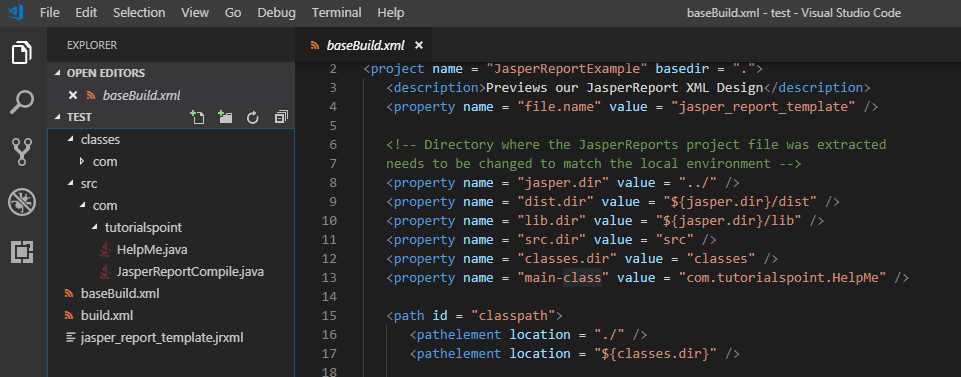 File Edit Selection View Go Debug Terminal Help baseBuild.xml - test - Visual Studio Code
EXPLORER
OPEN EDITORS
baseBuild.xml
TEST
classes
com
src
com
tutorialspoint
HelpMe.java
JasperReportCompile.java
baseBuild.xml
build.xml
jasper_report_template.jrxml
baseBuild.xml
2 <project name = "JasperReportExample" basedir = ".">
3 <description>Previews our JasperReport XML Design</description>
4 <property name = "file.name" value = "jasper_report_template" />
5
6 <!-- Directory where the JasperReports project file was extracted
7 needs to be changed to match the local environment -->
8 <property name = "jasper.dir" value = "../" />
9 <property name = "dist.dir" value = "${jasper.dir}/dist" />
10 <property name = "lib.dir" value = "${jasper.dir}/lib" />
11 <property name = "src.dir" value = "src" />
12 <property name = "classes.dir" value = "classes" />
13 <property name = "main-class" value = "com.tutorialspoint.HelpMe" />
14
15 <path id = "classpath">
16 <pathelement location = "./" />
17 <pathelement location = "${classes.dir}" />
18